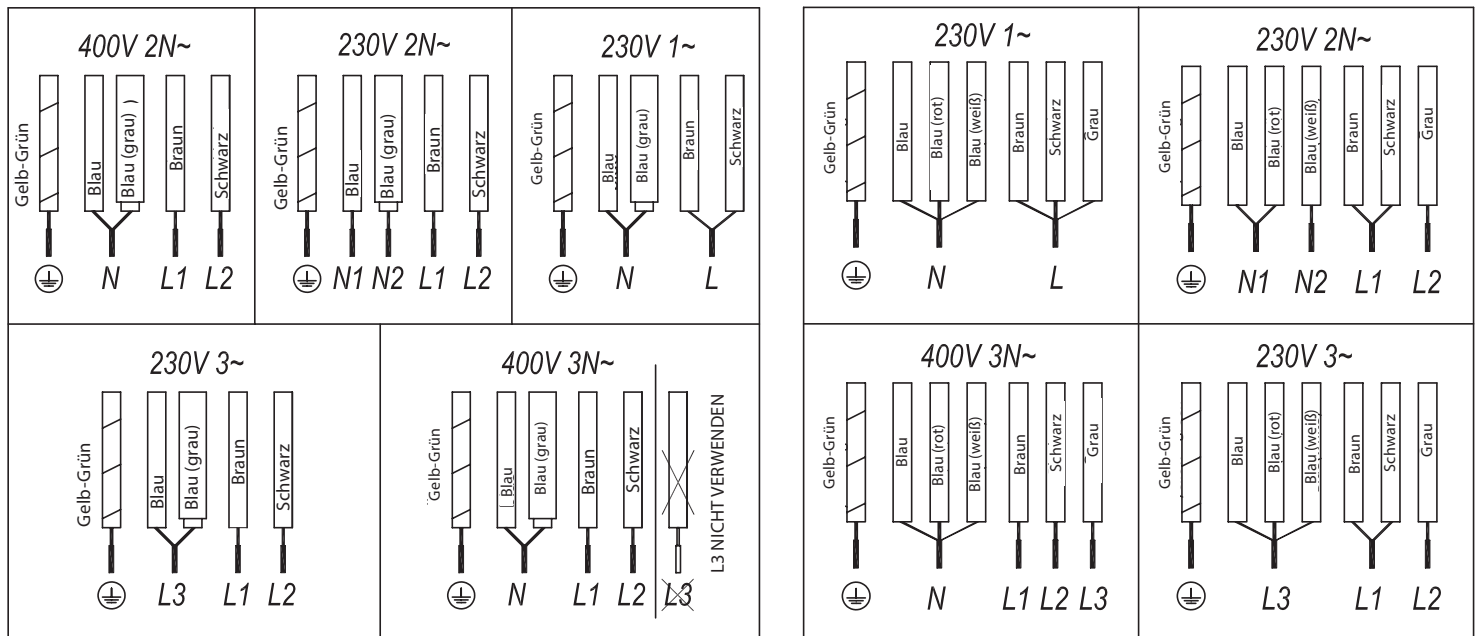 400V 2N~
Gelb-Grün
Blau
Blau (grau)
Braun
Schwarz
N L1 L2
230V 2N~
Gelb-Grün
Blau
Blau (grau)
Braun
Schwarz
N1 N2 L1 L2
230V 1~
Gelb-Grün
Blau
Blau (grau)
Braun
Schwarz
N L
230V 3~
Gelb-Grün
Blau
Blau (grau)
Braun
Schwarz
L3 L1 L2
400V 3N~
Gelb-Grün
Blau
Blau (grau)
Braun
Schwarz
L3 NICHT VERWENDEN
N L1 L2 L3
230V 1~
Gelb-Grün
Blau
Blau (rot)
Blau (weiß)
Braun
Schwarz
Grau
N L
230V 2N~
Gelb-Grün
Blau
Blau (rot)
Blau (weiß)
Braun
Schwarz
Grau
N1 N2 L1 L2
400V 3N~
Gelb-Grün
Blau
Blau (rot)
Blau (weiß)
Braun
Schwarz
Grau
N L1 L2 L3
230V 3~
Gelb-Grün
Blau
Blau (rot)
Blau (weiß)
Braun
Schwarz
Grau
L3 L1 L2